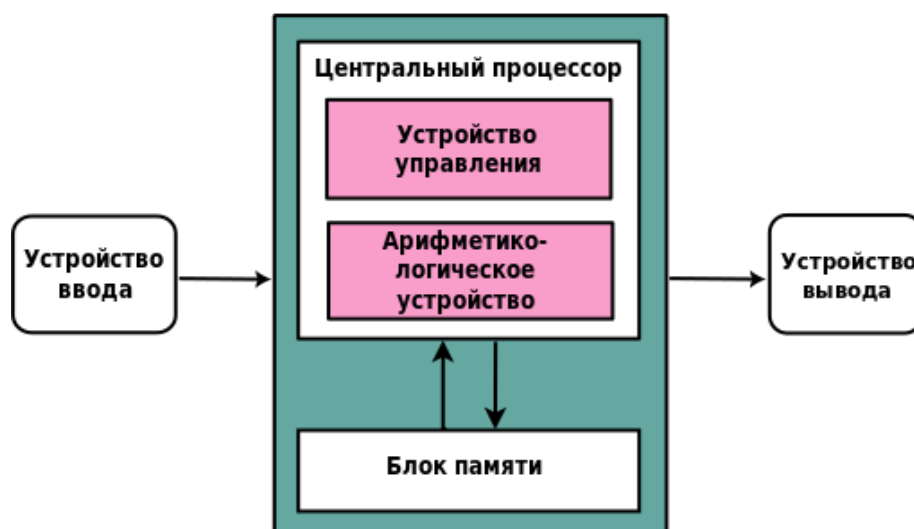 Центральный процессор
Устройство
управления
Арифметико-
логическое
устройство
Устройство
ввода
Устройство
вывода
Блок памяти